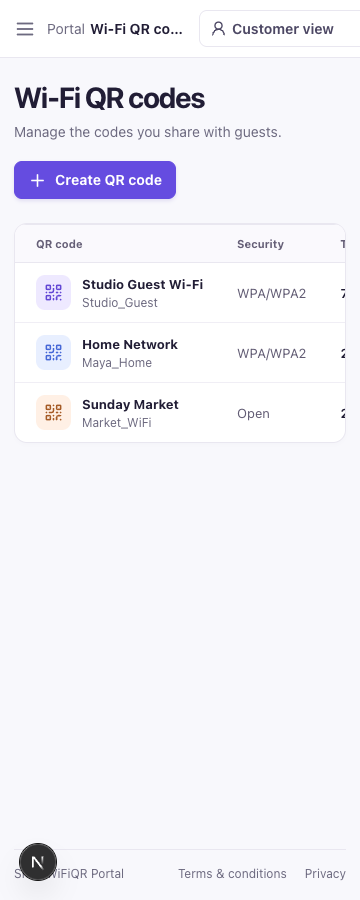 Portal Wi-Fi QR co... Customer view
Wi-Fi QR codes
Manage the codes you share with guests.
Create QR code
QR code Security
Studio Guest Wi-Fi
Studio_Guest WPA/WPA2
Home Network
Maya_Home WPA/WPA2
Sunday Market
Market_WiFi Open
N
WiFiQR Portal Terms & conditions Privacy